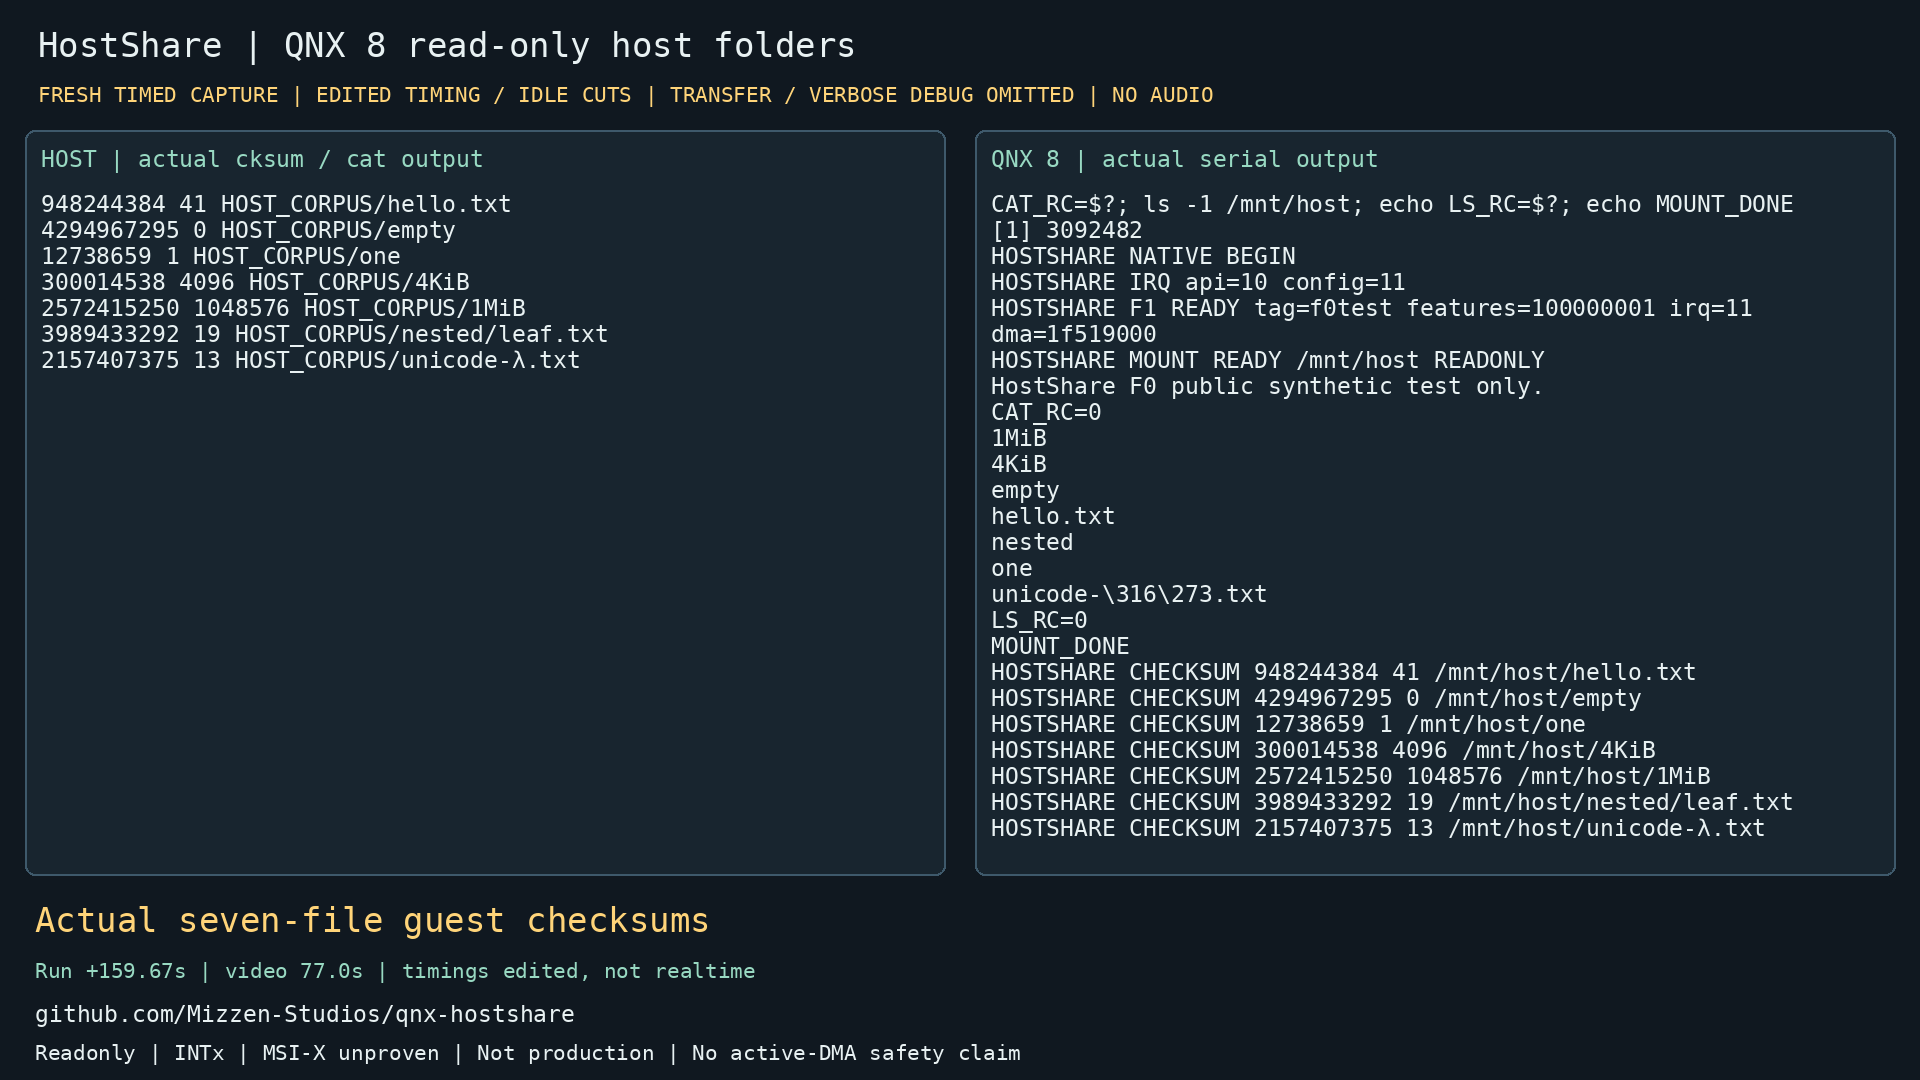 HostShare | QNX 8 read-only host folders
FRESH TIMED CAPTURE | EDITED TIMING / IDLE CUTS | TRANSFER / VERBOSE DEBUG OMITTED | NO AUDIO
HOST | actual cksum / cat output
948244384 41 HOST_CORPUS/hello.txt
4294967295 0 HOST_CORPUS/empty
12738659 1 HOST_CORPUS/one
300014538 4096 HOST_CORPUS/4KiB
2572415250 1048576 HOST_CORPUS/1MiB
3989433292 19 HOST_CORPUS/nested/leaf.txt
2157407375 13 HOST_CORPUS/unicode-λ.txt
QNX 8 | actual serial output
CAT_RC=$?; ls -1 /mnt/host; echo LS_RC=$?; echo MOUNT_DONE
[1] 3092482
HOSTSHARE NATIVE BEGIN
HOSTSHARE IRQ api=10 config=11
HOSTSHARE F1 READY tag=f0test features=100000001 irq=11
dma=1f519000
HOSTSHARE MOUNT READY /mnt/host READONLY
HostShare F0 public synthetic test only.
CAT_RC=0
1MiB
4KiB
empty
hello.txt
nested
one
unicode-\316\273.txt
LS_RC=0
MOUNT_DONE
HOSTSHARE CHECKSUM 948244384 41 /mnt/host/hello.txt
HOSTSHARE CHECKSUM 4294967295 0 /mnt/host/empty
HOSTSHARE CHECKSUM 12738659 1 /mnt/host/one
HOSTSHARE CHECKSUM 300014538 4096 /mnt/host/4KiB
HOSTSHARE CHECKSUM 2572415250 1048576 /mnt/host/1MiB
HOSTSHARE CHECKSUM 3989433292 19 /mnt/host/nested/leaf.txt
HOSTSHARE CHECKSUM 2157407375 13 /mnt/host/unicode-λ.txt
Actual seven-file guest checksums
Run +159.67s | video 77.0s | timings edited, not realtime
github.com/Mizzen-Studios/qnx-hostshare
Readonly | INTx | MSI-X unproven | Not production | No active-DMA safety claim